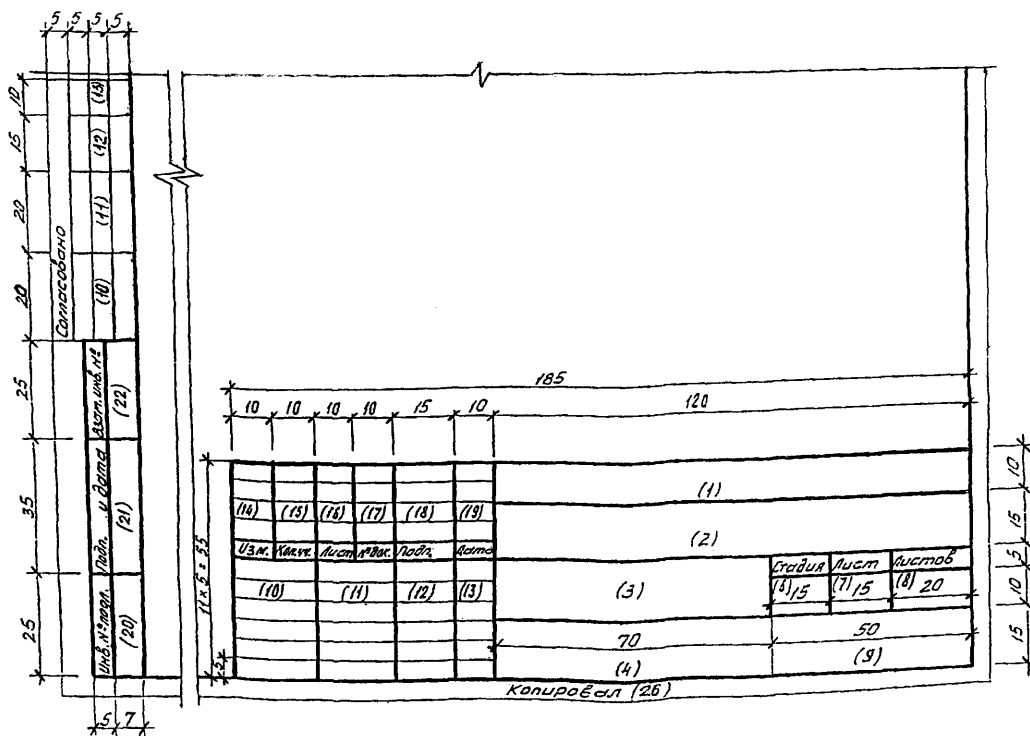 5 5 5 5
10
15
20
20
25
35
25
(13)
(12)
(11)
(10)
Согласовано
Взам. инв. №
(22)
Подп. и дата
(21)
Инв. № подл.
(20)
5 7
185
10 10 10 10 15 10 120
11 x 5 = 55
5
(1)
(14) (15) (16) (17) (18) (19)
(2)
Изм. Кол.уч. Лист № док. Подп. Дата
Стадия Лист Листов
(10) (11) (12) (13)
(3)
(6) 15 (7) 15 (8) 20
70 50
(4) (9)
Копировал (26)
10
15
5
10
15